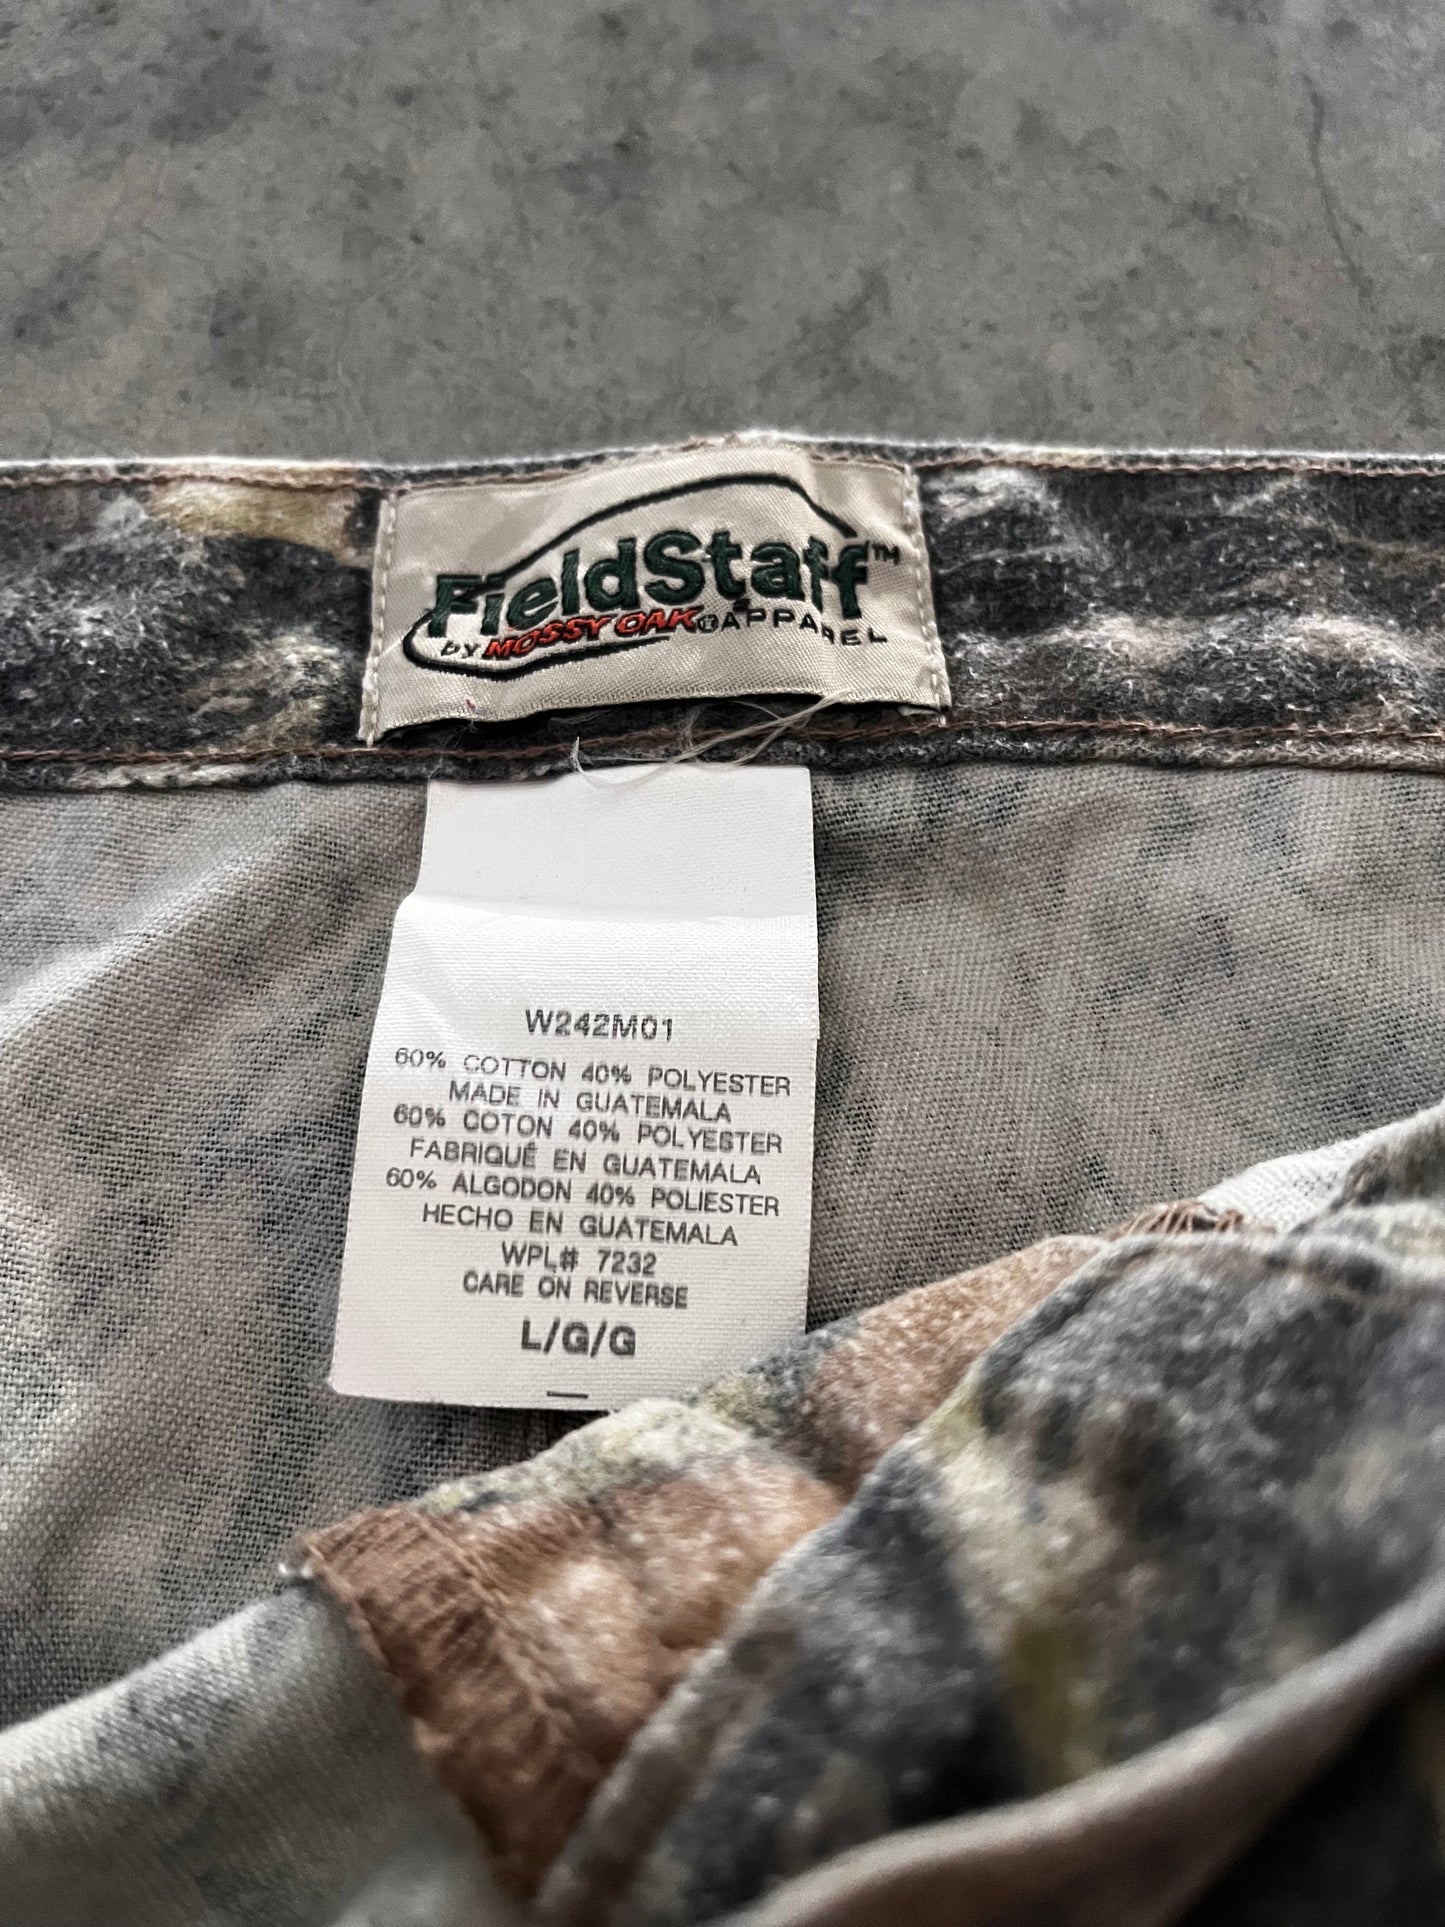 FieldStaff™
by MOSSY OAK® APPAREL
W242M01
60% COTTON 40% POLYESTER
MADE IN GUATEMALA
60% COTON 40% POLYESTER
FABRIQUÉ EN GUATEMALA
60% ALGODON 40% POLIESTER
HECHO EN GUATEMALA
WPL# 7232
CARE ON REVERSE
L/G/G